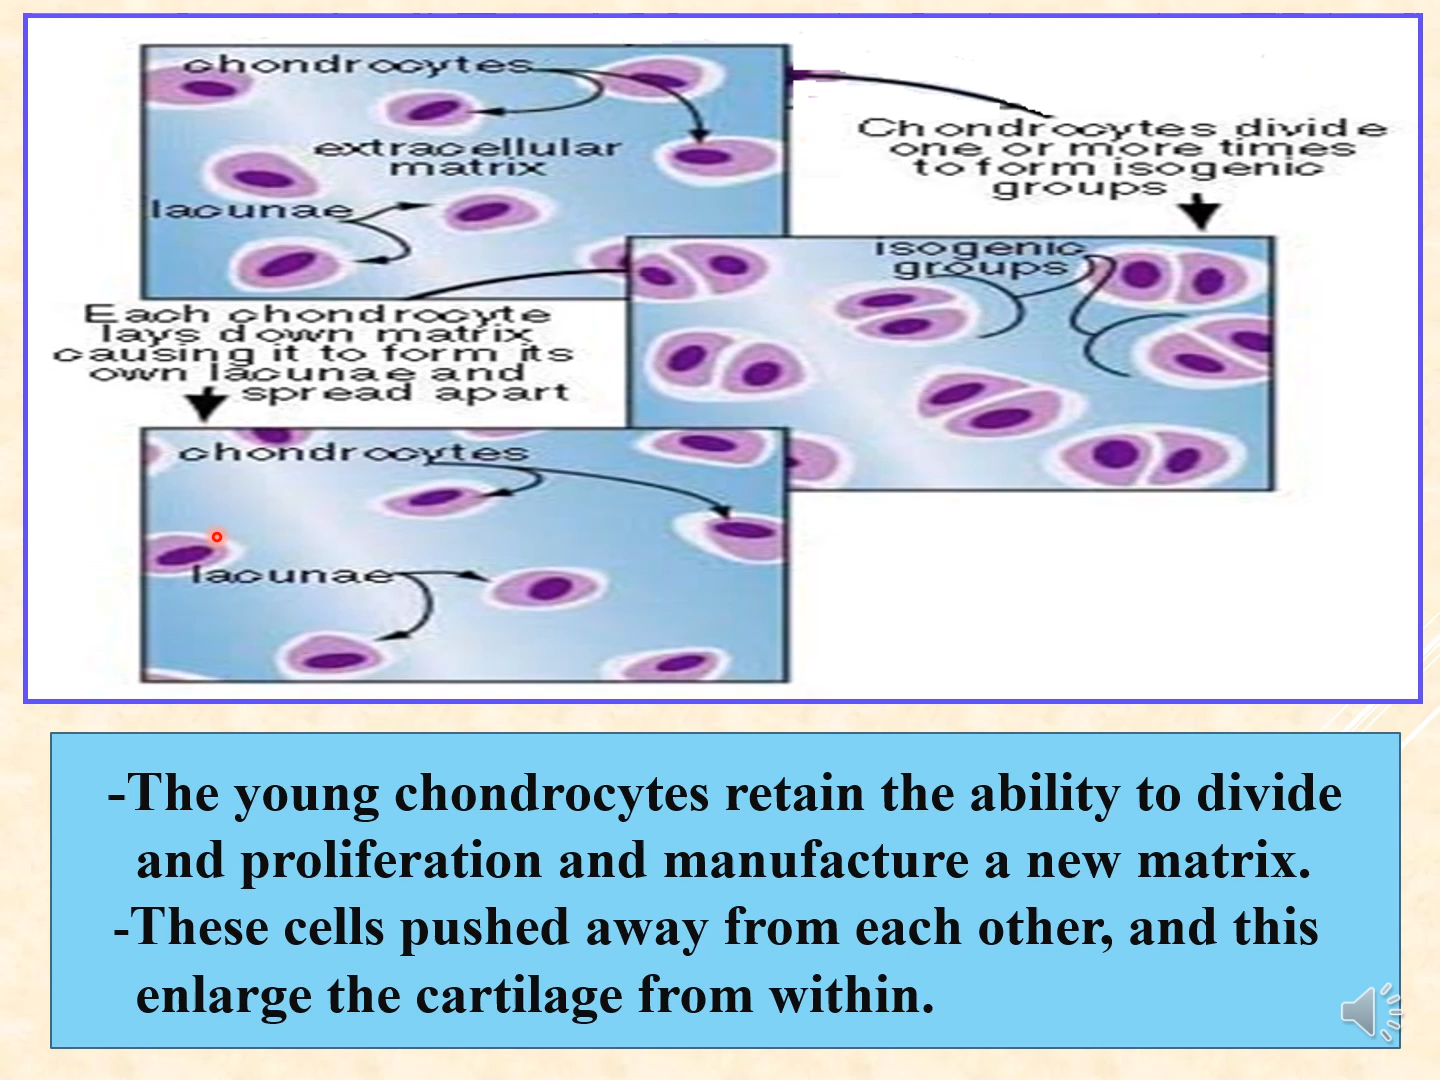 chondrocytes
extracellular
matrix
lacunae
Chondrocytes divide
one or more times
to form isogenic
groups
isogenic
groups
Each chondrocyte
lays down matrix
causing it to form its
own lacunae and
spread apart
chondrocytes
lacunae
-The young chondrocytes retain the ability to divide
and proliferation and manufacture a new matrix.
-These cells pushed away from each other, and this
enlarge the cartilage from within.